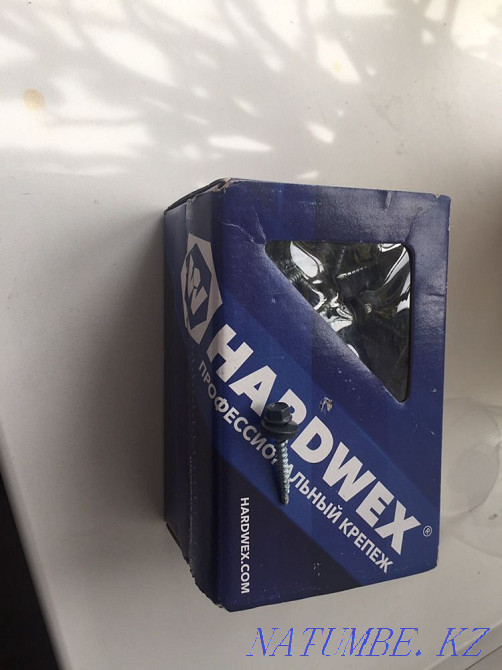 HARDWEX®
ПРОФЕССИОНАЛЬНЫЙ КРЕПЕЖ
HARDWEX.COM
NATUMBE. KZ